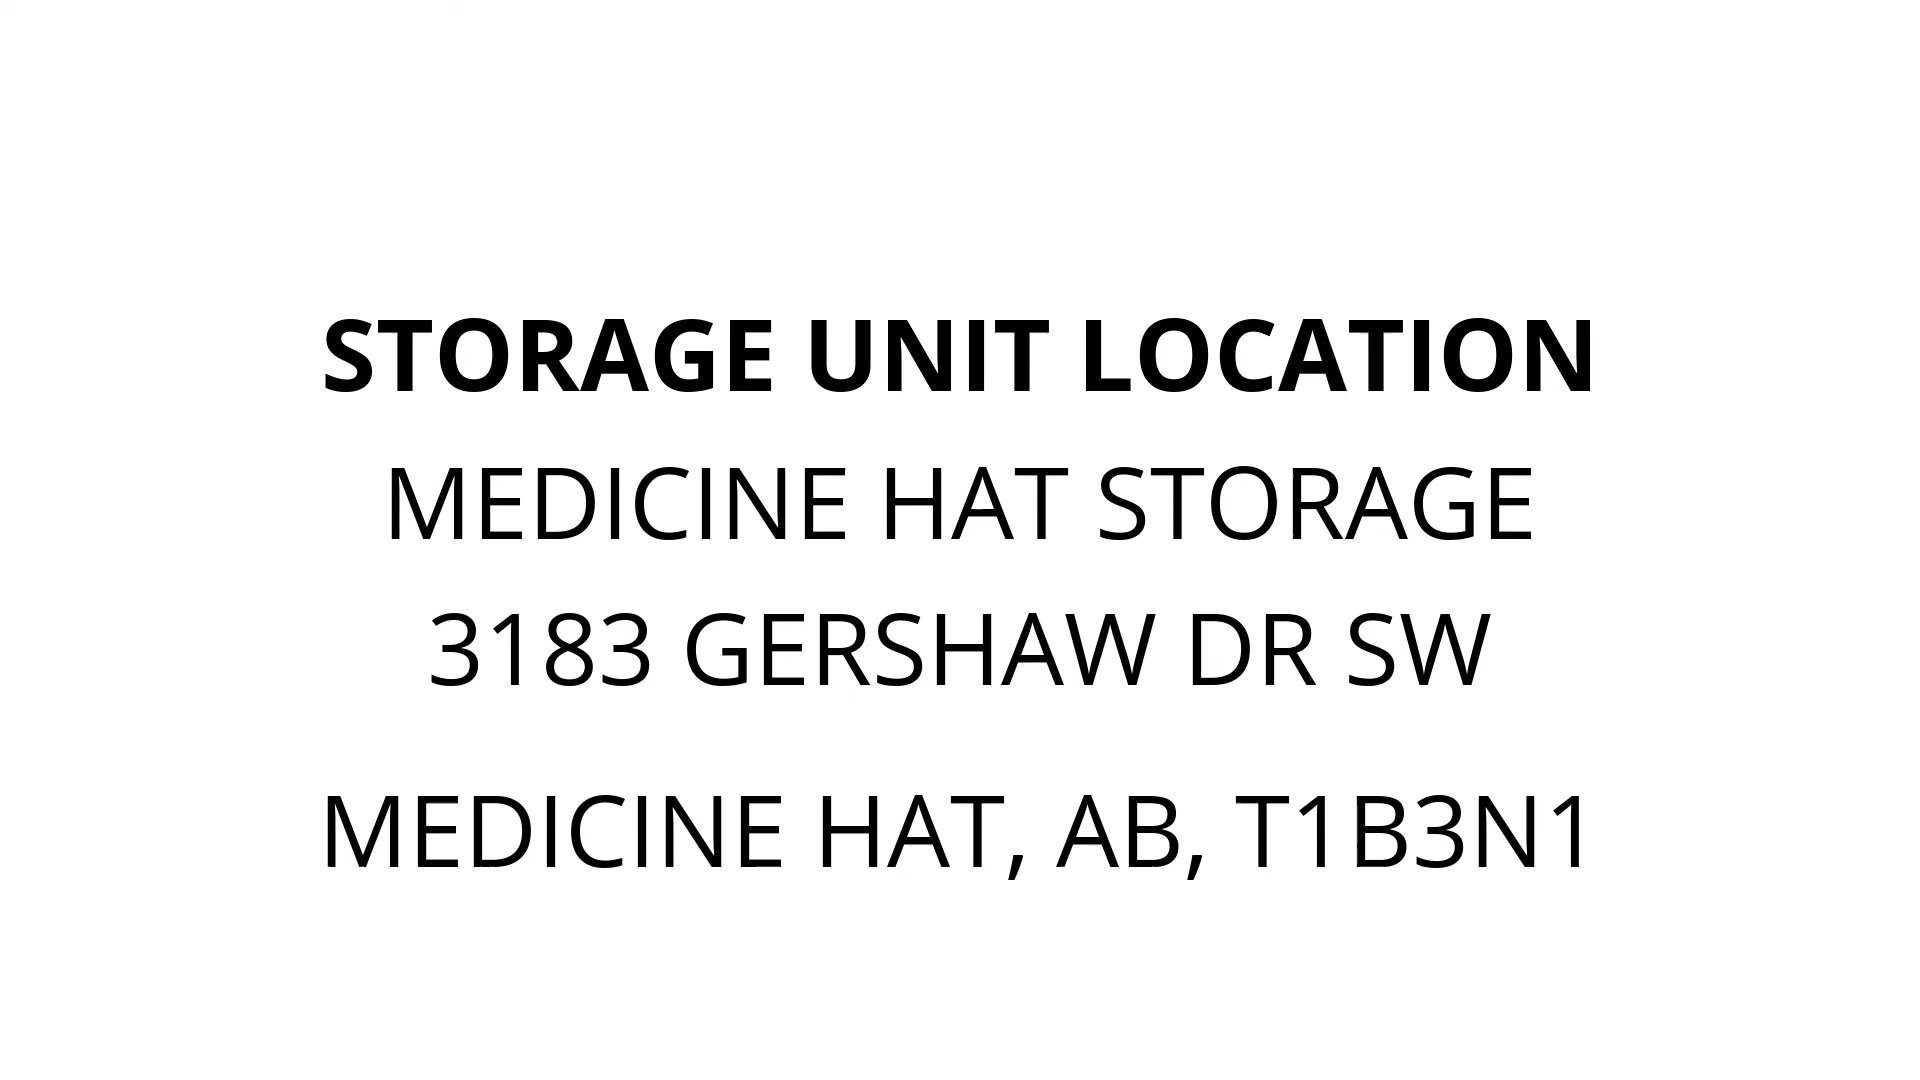 STORAGE UNIT LOCATION
MEDICINE HAT STORAGE
3183 GERSHAW DR SW
MEDICINE HAT, AB, T1B3N1